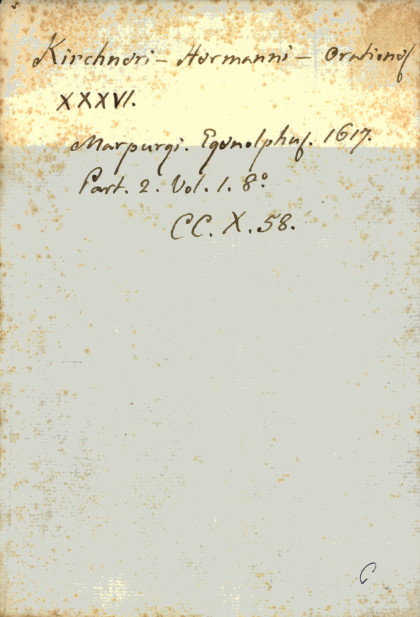 Kirchneri - Hermanni - Orationes
XXXVI.
Marpurgi. Egenolphus. 1617.
Part. 2. Vol. 1. 8.º
CC. X. 58.